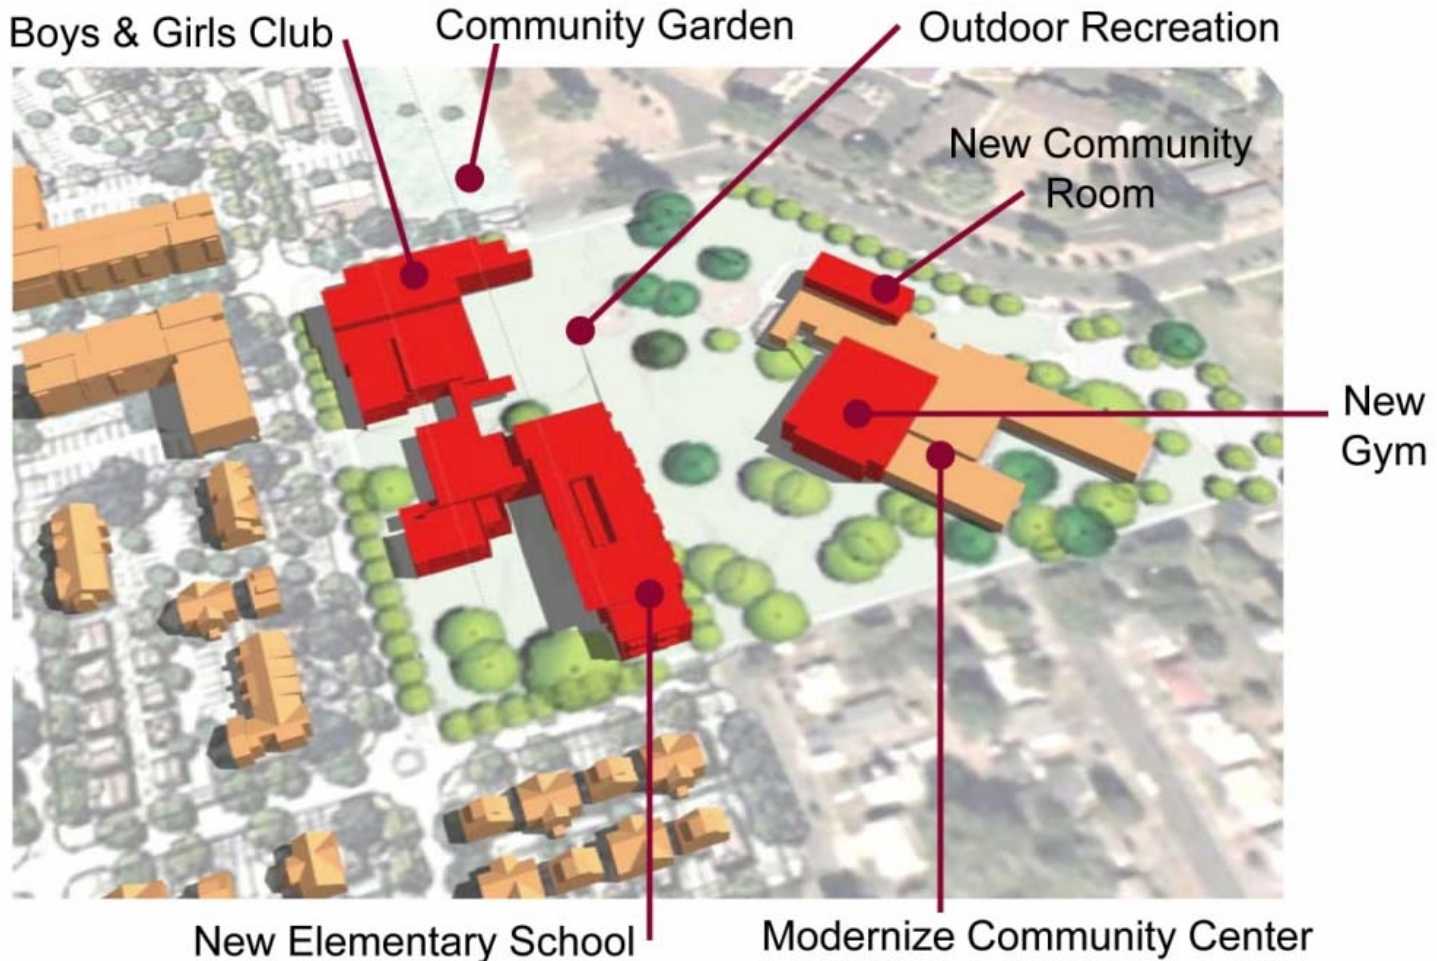 Boys & Girls Club
Community Garden
Outdoor Recreation
New Community
Room
New
Gym
New Elementary School
Modernize Community Center